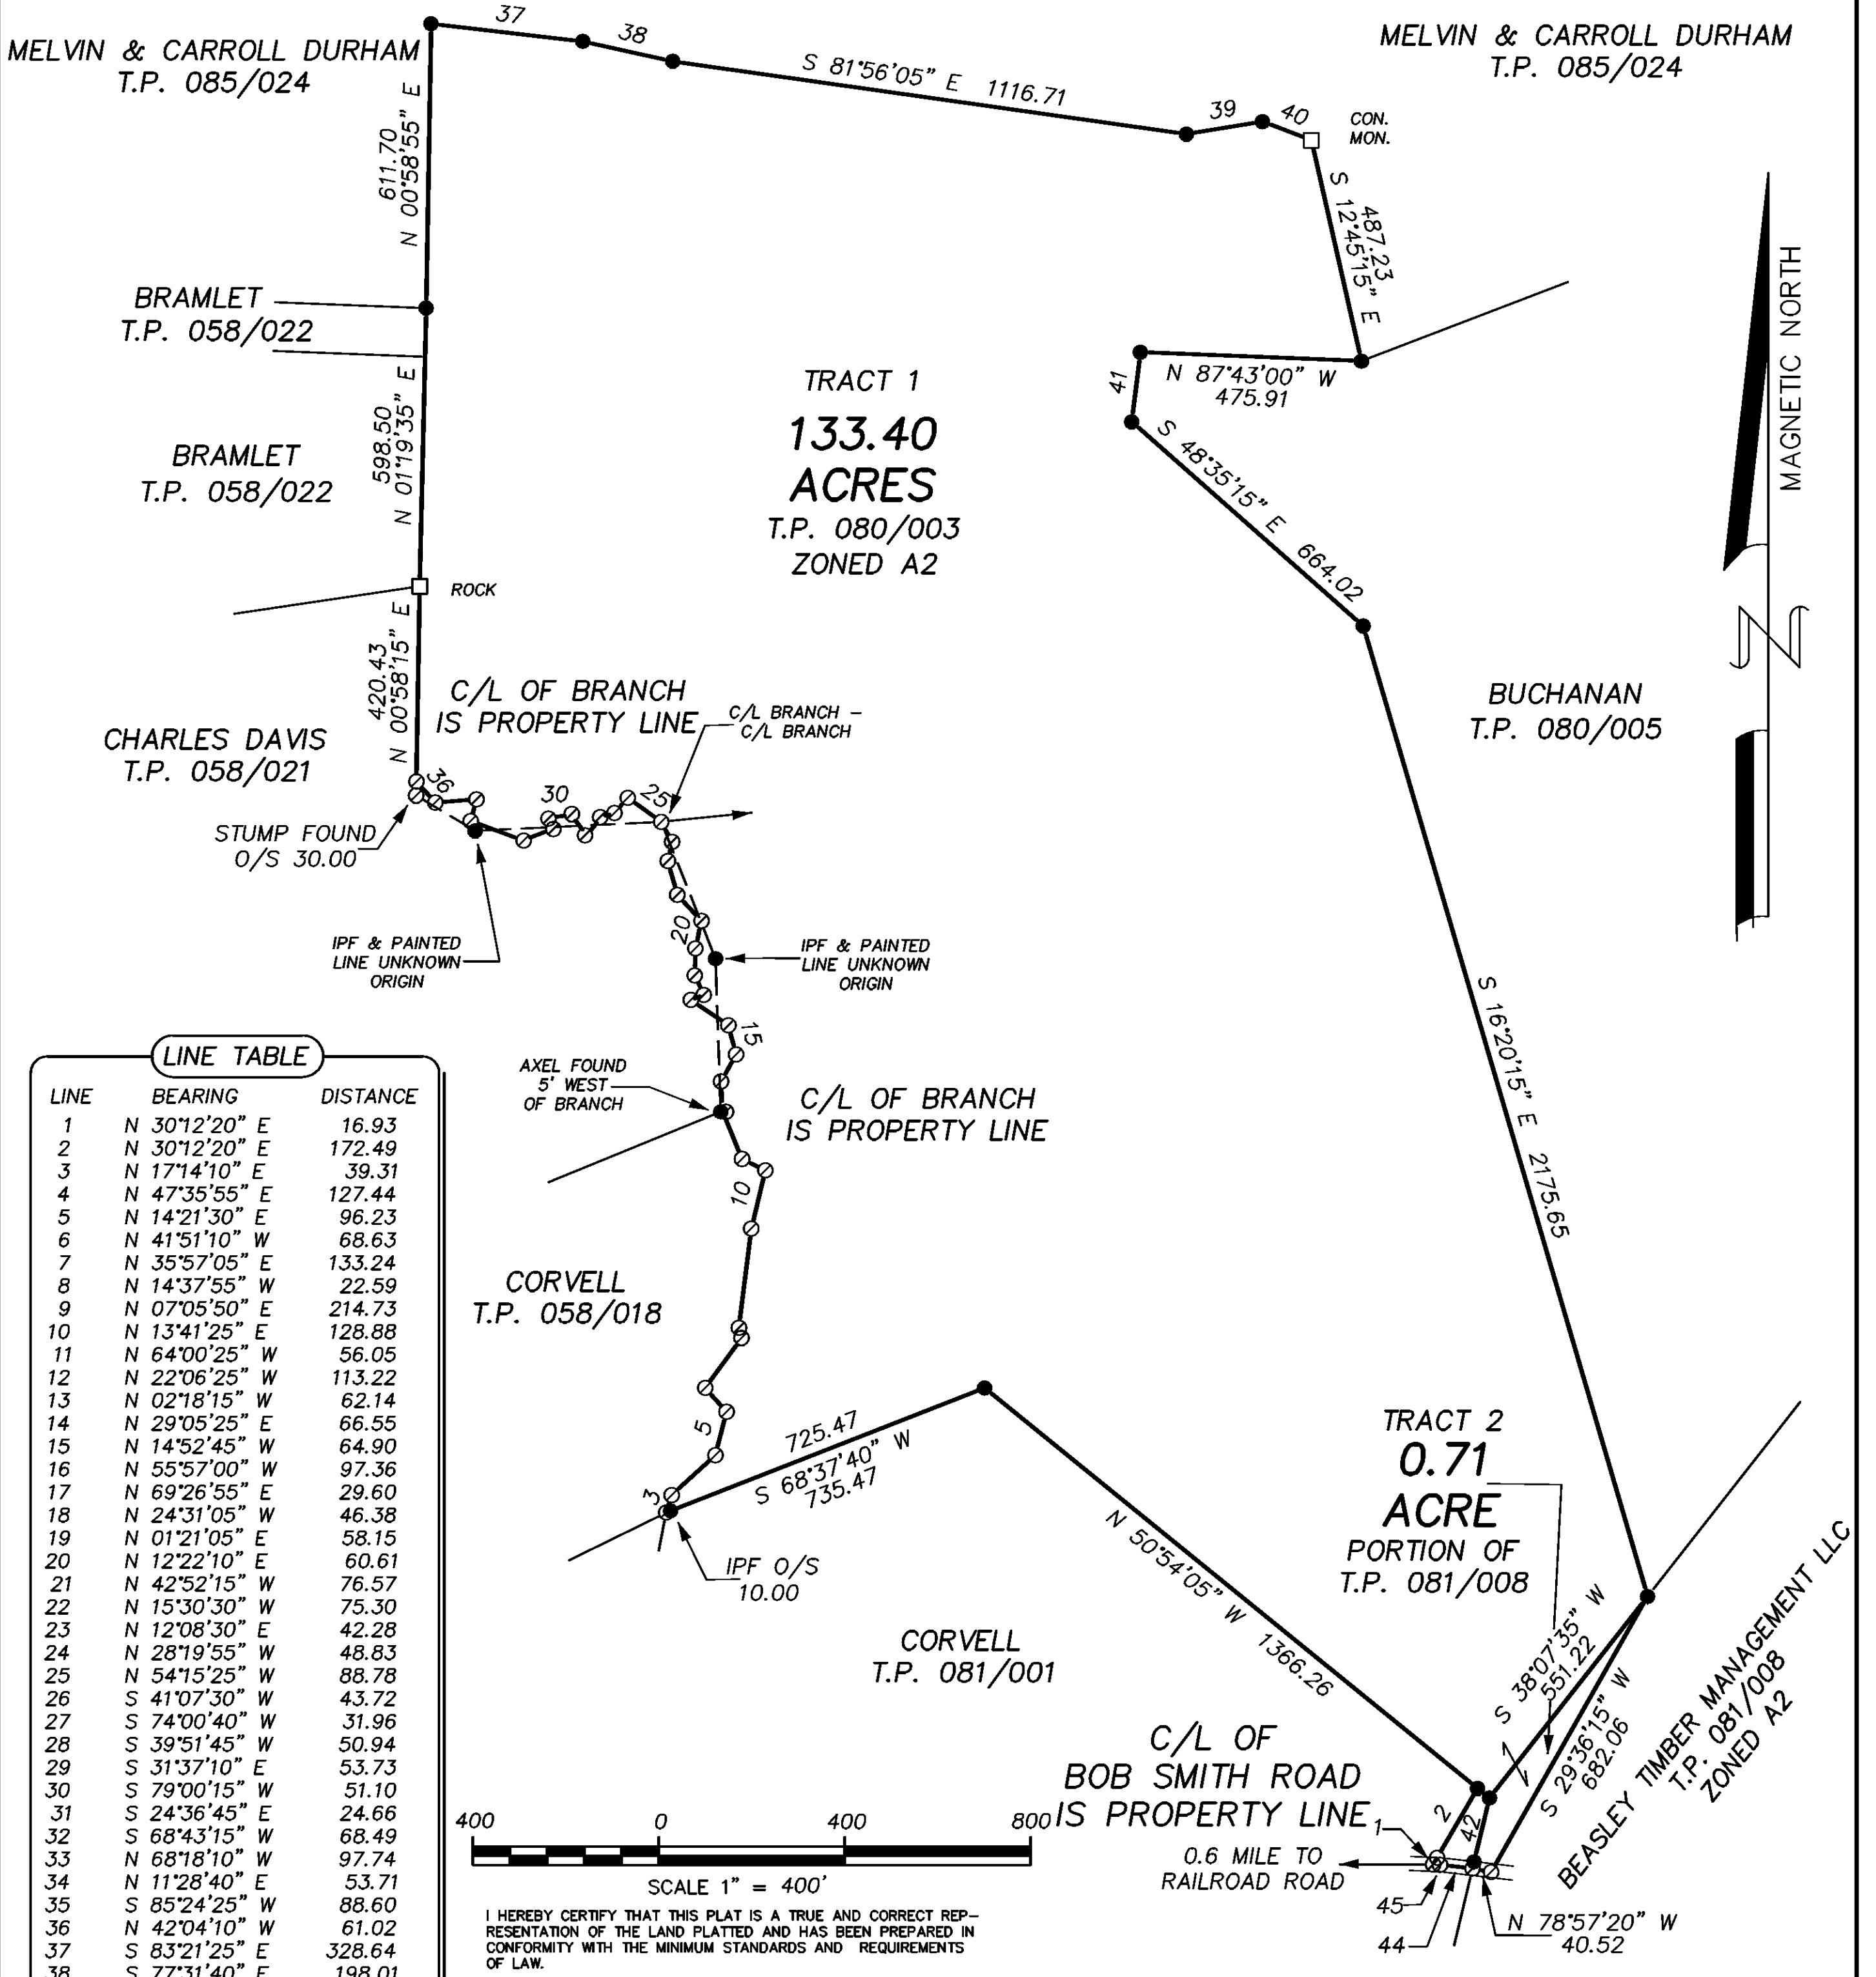 MELVIN & CARROLL DURHAM
T.P. 085/024
37
38
S 81°56'05" E 1116.71
39
40
CON.
MON.
MELVIN & CARROLL DURHAM
T.P. 085/024
611.70
N 00°58'55" E
487.23
S 12°45'15" E
MAGNETIC NORTH
N
BRAMLET
T.P. 058/022
N 87°43'00" W
475.91
41
TRACT 1
133.40
ACRES
T.P. 080/003
ZONED A2
598.50
N 01°19'35" E
BRAMLET
T.P. 058/022
S 48°35'15" E 664.02
ROCK
420.43
N 00°58'15" E
C/L OF BRANCH
IS PROPERTY LINE
C/L BRANCH -
C/L BRANCH
BUCHANAN
T.P. 080/005
CHARLES DAVIS
T.P. 058/021
36
30
25
STUMP FOUND
O/S 30.00
20
IPF & PAINTED
LINE UNKNOWN
ORIGIN
IPF & PAINTED
LINE UNKNOWN
ORIGIN
S 16°20'15" E 2175.65
15
AXEL FOUND
5' WEST
OF BRANCH
C/L OF BRANCH
IS PROPERTY LINE
10
CORVELL
T.P. 058/018
5
3
725.47
S 68°37'40" W
735.47
IPF O/S
10.00
N 50°54'05" W 1366.26
TRACT 2
0.71
ACRE
PORTION OF
T.P. 081/008
CORVELL
T.P. 081/001
S 38°07'35" W
551.22
S 29°36'15" W
682.06
BEASLEY TIMBER MANAGEMENT LLC
T.P. 081/008
ZONED A2
C/L OF
BOB SMITH ROAD
IS PROPERTY LINE
1
2
42
0.6 MILE TO
RAILROAD ROAD
45
44
N 78°57'20" W
40.52
LINE TABLE
LINE BEARING DISTANCE
1 N 30°12'20" E 16.93
2 N 30°12'20" E 172.49
3 N 17°14'10" E 39.31
4 N 47°35'55" E 127.44
5 N 14°21'30" E 96.23
6 N 41°51'10" W 68.63
7 N 35°57'05" E 133.24
8 N 14°37'55" W 22.59
9 N 07°05'50" E 214.73
10 N 13°41'25" E 128.88
11 N 64°00'25" W 56.05
12 N 22°06'25" W 113.22
13 N 02°18'15" W 62.14
14 N 29°05'25" E 66.55
15 N 14°52'45" W 64.90
16 N 55°57'00" W 97.36
17 N 69°26'55" E 29.60
18 N 24°31'05" W 46.38
19 N 01°21'05" E 58.15
20 N 12°22'10" E 60.61
21 N 42°52'15" W 76.57
22 N 15°30'30" W 75.30
23 N 12°08'30" E 42.28
24 N 28°19'55" W 48.83
25 N 54°15'25" W 88.78
26 S 41°07'30" W 43.72
27 S 74°00'40" W 31.96
28 S 39°51'45" W 50.94
29 S 31°37'10" E 53.73
30 S 79°00'15" W 51.10
31 S 24°36'45" E 24.66
32 S 68°43'15" W 68.49
33 N 68°18'10" W 97.74
34 N 11°28'40" E 53.71
35 S 85°24'25" W 88.60
36 N 42°04'10" W 61.02
37 S 83°21'25" E 328.64
38 S 77°31'40" E 198.01
400 0 400 800
SCALE 1" = 400'
I HEREBY CERTIFY THAT THIS PLAT IS A TRUE AND CORRECT REP-
RESENTATION OF THE LAND PLATTED AND HAS BEEN PREPARED IN
CONFORMITY WITH THE MINIMUM STANDARDS AND REQUIREMENTS
OF LAW.